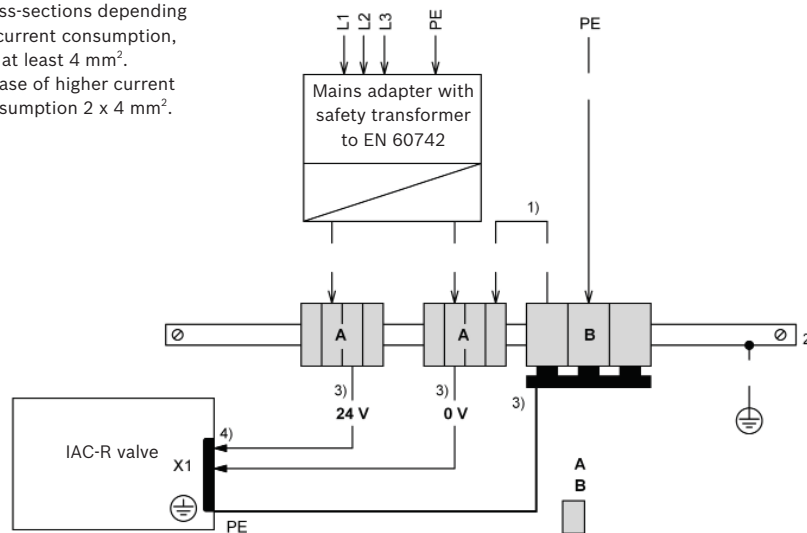 ss-sections depending
current consumption,
at least 4 mm².
ase of higher current
sumption 2 x 4 mm².
L1
L2
L3
PE
PE
Mains adapter with
safety transformer
to EN 60742
1)
A
A
B
2
3)
24 V
3)
0 V
3)
4)
IAC-R valve
X1
PE
A
B